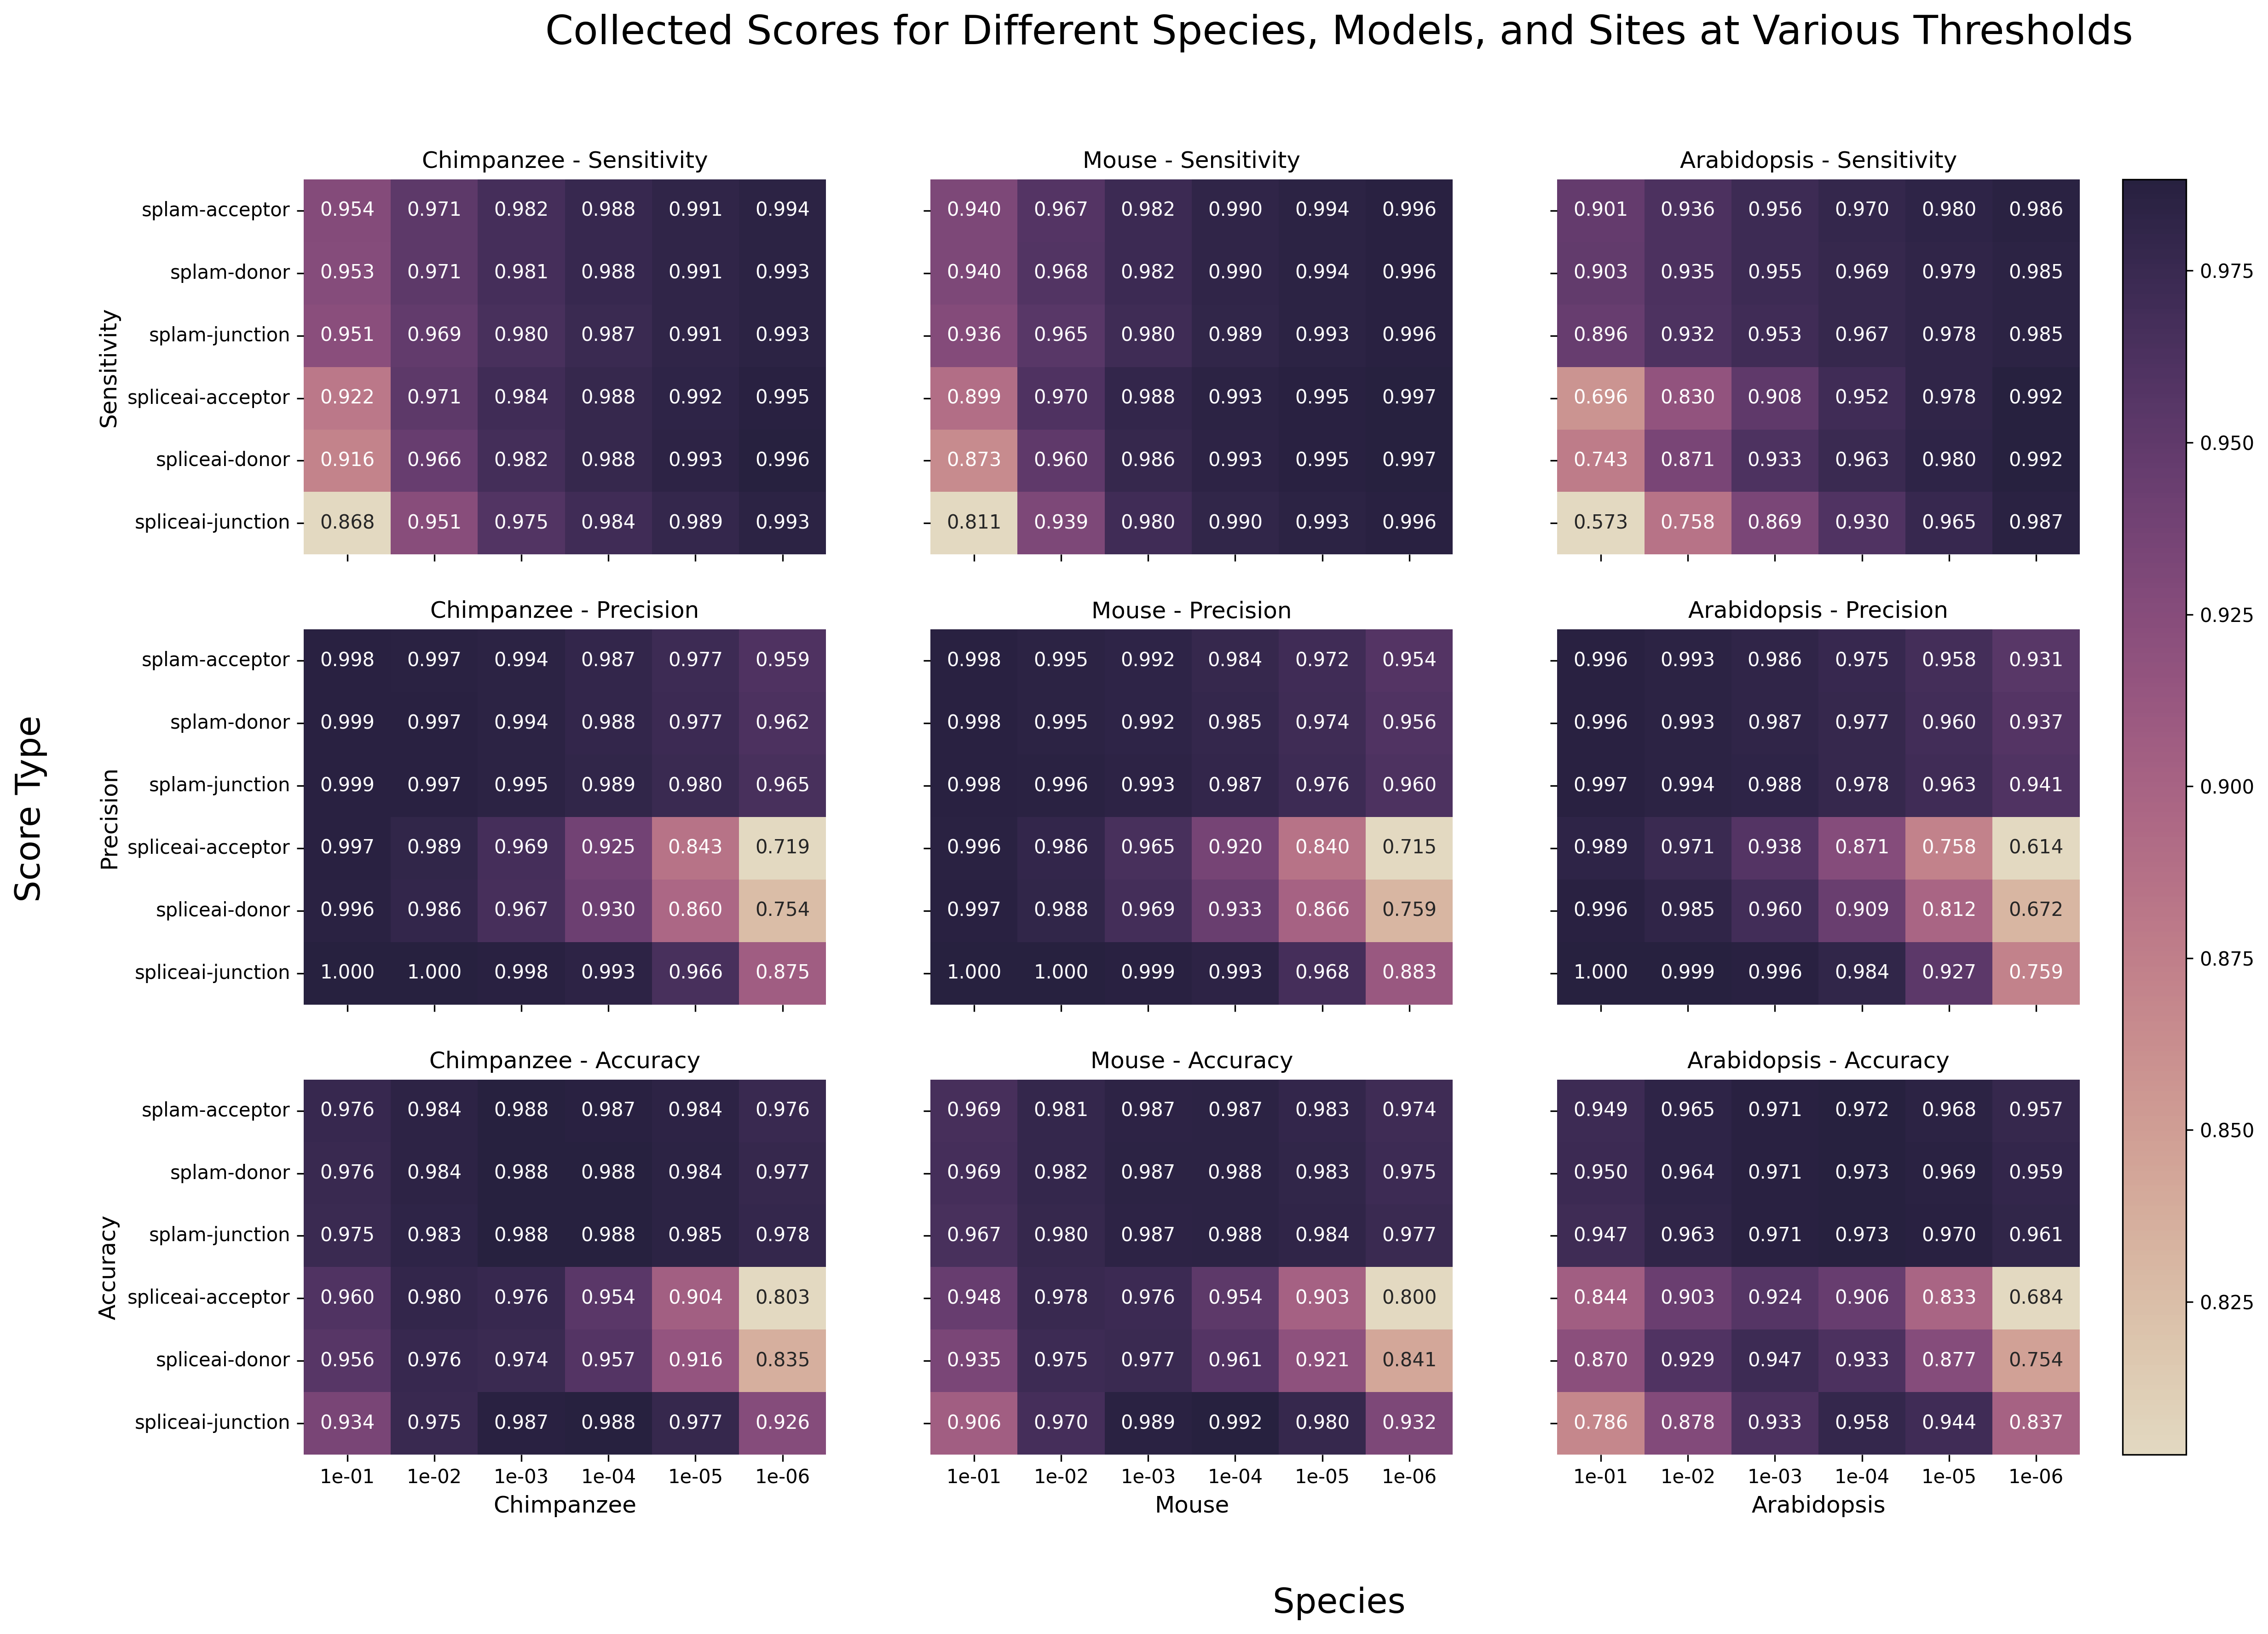 Collected Scores for Different Species, Models, and Sites at Various Thresholds
Chimpanzee - Sensitivity Mouse - Sensitivity Arabidopsis - Sensitivity
splam-acceptor 0.954 0.971 0.982 0.988 0.991 0.994 0.940 0.967 0.982 0.990 0.994 0.996 0.901 0.936 0.956 0.970 0.980 0.986
splam-donor 0.953 0.971 0.981 0.988 0.991 0.993 0.940 0.968 0.982 0.990 0.994 0.996 0.903 0.935 0.955 0.969 0.979 0.985
splam-junction 0.951 0.969 0.980 0.987 0.991 0.993 0.936 0.965 0.980 0.989 0.993 0.996 0.896 0.932 0.953 0.967 0.978 0.985
spliceai-acceptor 0.922 0.971 0.984 0.988 0.992 0.995 0.899 0.970 0.988 0.993 0.995 0.997 0.696 0.830 0.908 0.952 0.978 0.992
spliceai-donor 0.916 0.966 0.982 0.988 0.993 0.996 0.873 0.960 0.986 0.993 0.995 0.997 0.743 0.871 0.933 0.963 0.980 0.992
spliceai-junction 0.868 0.951 0.975 0.984 0.989 0.993 0.811 0.939 0.980 0.990 0.993 0.996 0.573 0.758 0.869 0.930 0.965 0.987
Sensitivity
Chimpanzee - Precision Mouse - Precision Arabidopsis - Precision
splam-acceptor 0.998 0.997 0.994 0.987 0.977 0.959 0.998 0.995 0.992 0.984 0.972 0.954 0.996 0.993 0.986 0.975 0.958 0.931
splam-donor 0.999 0.997 0.994 0.988 0.977 0.962 0.998 0.995 0.992 0.985 0.974 0.956 0.996 0.993 0.987 0.977 0.960 0.937
splam-junction 0.999 0.997 0.995 0.989 0.980 0.965 0.998 0.996 0.993 0.987 0.976 0.960 0.997 0.994 0.988 0.978 0.963 0.941
spliceai-acceptor 0.997 0.989 0.969 0.925 0.843 0.719 0.996 0.986 0.965 0.920 0.840 0.715 0.989 0.971 0.938 0.871 0.758 0.614
spliceai-donor 0.996 0.986 0.967 0.930 0.860 0.754 0.997 0.988 0.969 0.933 0.866 0.759 0.996 0.985 0.960 0.909 0.812 0.672
spliceai-junction 1.000 1.000 0.998 0.993 0.966 0.875 1.000 1.000 0.999 0.993 0.968 0.883 1.000 0.999 0.996 0.984 0.927 0.759
Precision
Score Type
Chimpanzee - Accuracy Mouse - Accuracy Arabidopsis - Accuracy
splam-acceptor 0.976 0.984 0.988 0.987 0.984 0.976 0.969 0.981 0.987 0.987 0.983 0.974 0.949 0.965 0.971 0.972 0.968 0.957
splam-donor 0.976 0.984 0.988 0.988 0.984 0.977 0.969 0.982 0.987 0.988 0.983 0.975 0.950 0.964 0.971 0.973 0.969 0.959
splam-junction 0.975 0.983 0.988 0.988 0.985 0.978 0.967 0.980 0.987 0.988 0.984 0.977 0.947 0.963 0.971 0.973 0.970 0.961
spliceai-acceptor 0.960 0.980 0.976 0.954 0.904 0.803 0.948 0.978 0.976 0.954 0.903 0.800 0.844 0.903 0.924 0.906 0.833 0.684
spliceai-donor 0.956 0.976 0.974 0.957 0.916 0.835 0.935 0.975 0.977 0.961 0.921 0.841 0.870 0.929 0.947 0.933 0.877 0.754
spliceai-junction 0.934 0.975 0.987 0.988 0.977 0.926 0.906 0.970 0.989 0.992 0.980 0.932 0.786 0.878 0.933 0.958 0.944 0.837
Accuracy
1e-01 1e-02 1e-03 1e-04 1e-05 1e-06 1e-01 1e-02 1e-03 1e-04 1e-05 1e-06 1e-01 1e-02 1e-03 1e-04 1e-05 1e-06
Chimpanzee Mouse Arabidopsis
Species
0.975
0.950
0.925
0.900
0.875
0.850
0.825